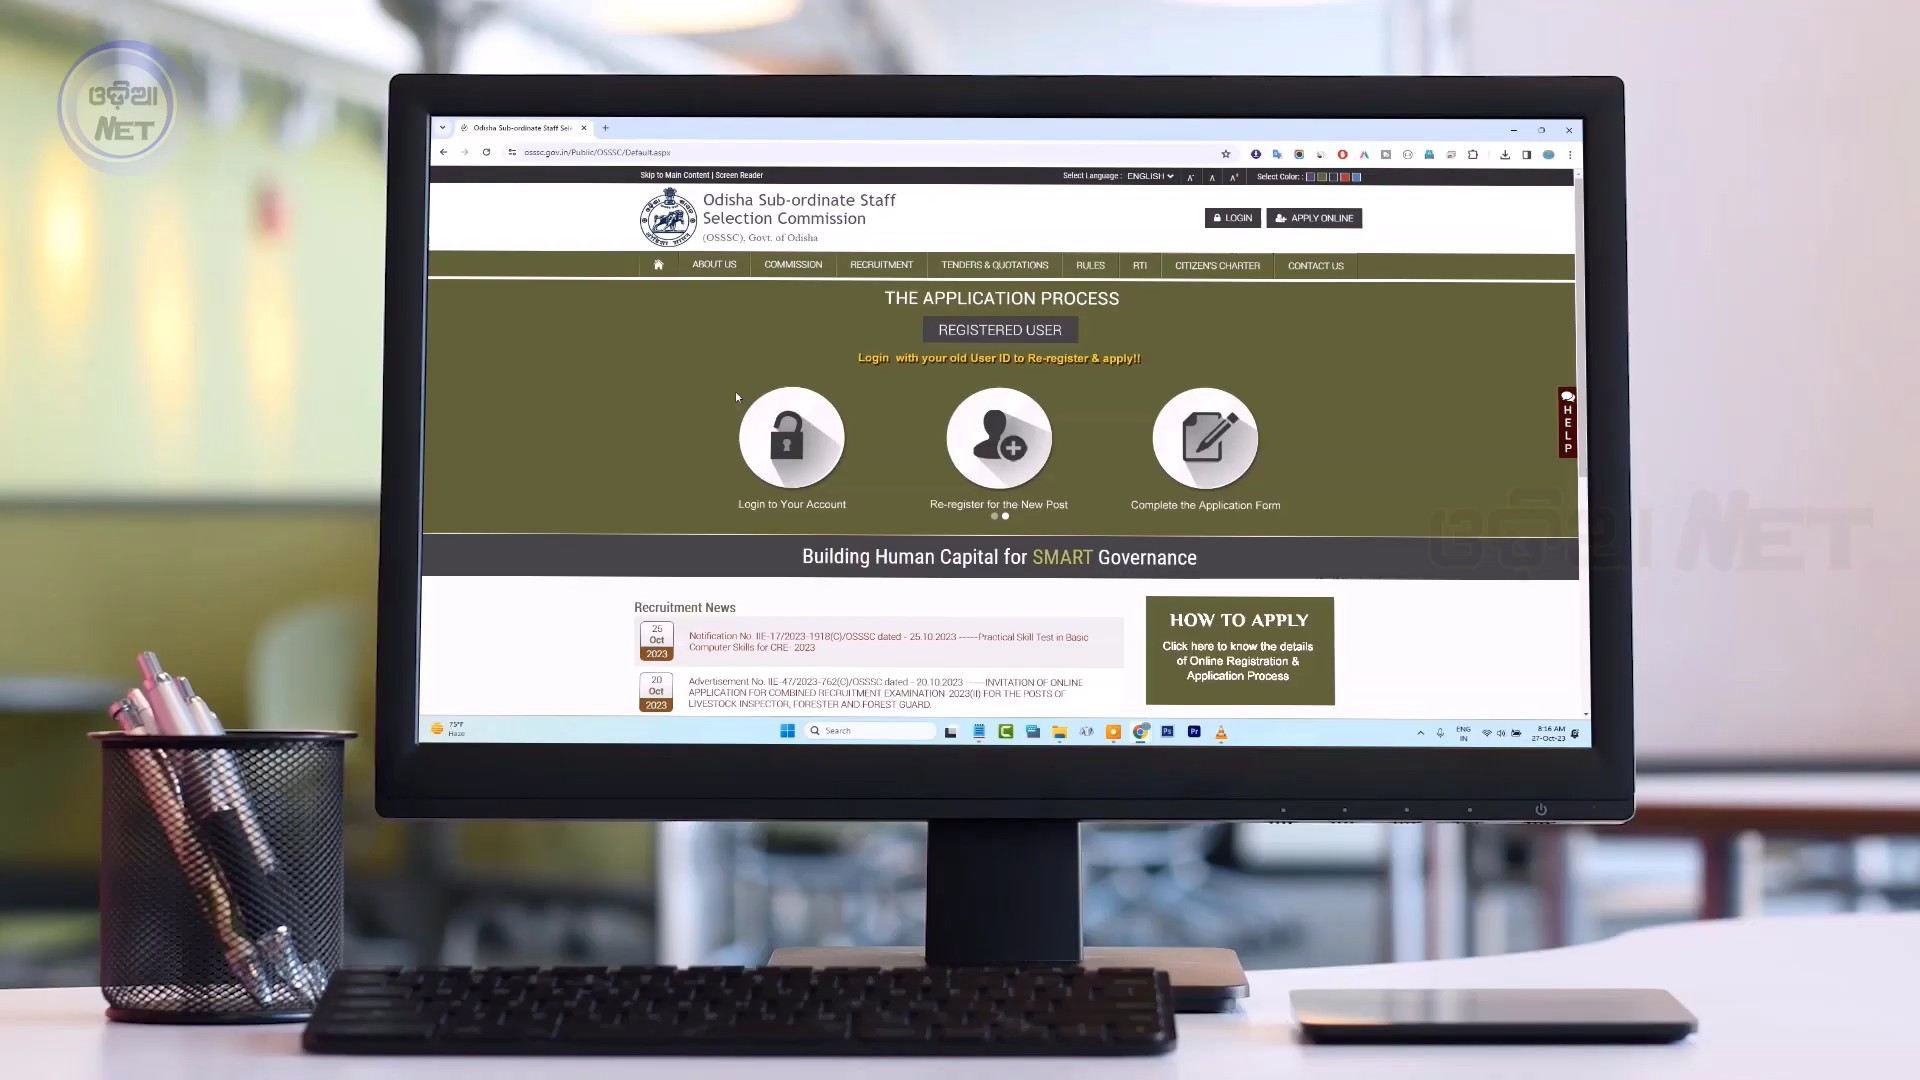 ଓଡ଼ିଆ
NET
Odisha Sub-ordinate Staff Sele
osssc.gov.in/Public/OSSSC/Default.aspx
Skip to Main Content | Screen Reader
Select Language : ENGLISH
A- A A+
Select Color:
Odisha Sub-ordinate Staff
Selection Commission
(OSSSC), Govt. of Odisha
LOGIN
APPLY ONLINE
ABOUT US COMMISSION RECRUITMENT TENDERS & QUOTATIONS RULES RTI CITIZEN'S CHARTER CONTACT US
THE APPLICATION PROCESS
REGISTERED USER
Login with your old User ID to Re-register & apply!!
HELP
Login to Your Account
Re-register for the New Post
Complete the Application Form
ଓଡ଼ିଆ NET
Building Human Capital for SMART Governance
Recruitment News
25
Oct
2023
Notification No. IIE-17/2023-1918(C)/OSSSC dated - 25.10.2023 -----Practical Skill Test in Basic
Computer Skills for CRE- 2023
20
Oct
2023
Advertisement No. IIE-47/2023-762(C)/OSSSC dated - 20.10.2023 -----INVITATION OF ONLINE
APPLICATION FOR COMBINED RECRUITMENT EXAMINATION-2023(II) FOR THE POSTS OF
LIVESTOCK INSPECTOR, FORESTER AND FOREST GUARD.
HOW TO APPLY
Click here to know the details
of Online Registration &
Application Process
75°F
Haze
Search
Ps
Pr
ENG
IN
8:16 AM
27-Oct-23